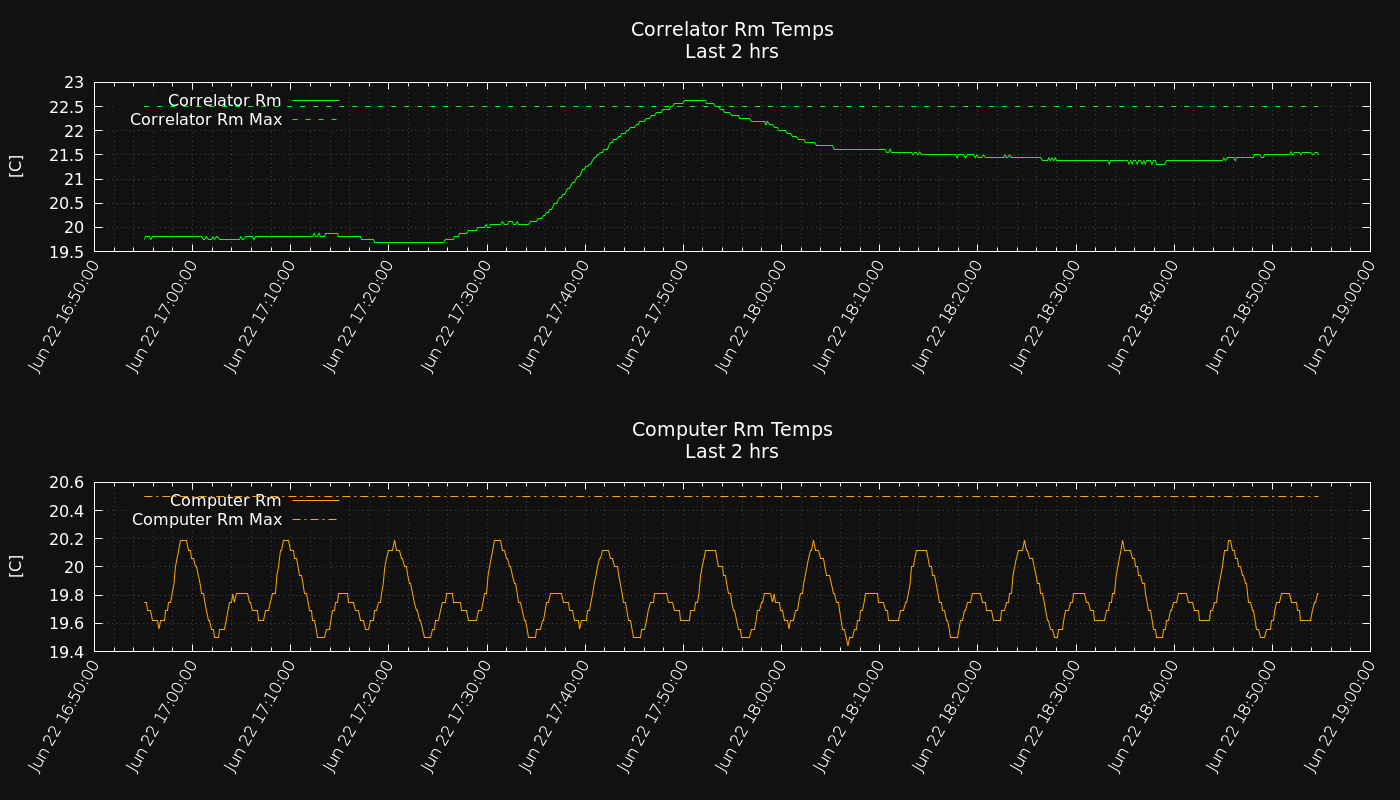 Correlator Rm Temps
Last 2 hrs
[C]
23
22.5
22
21.5
21
20.5
20
19.5
Correlator Rm
Correlator Rm Max
Jun 22 16:50:00
Jun 22 17:00:00
Jun 22 17:10:00
Jun 22 17:20:00
Jun 22 17:30:00
Jun 22 17:40:00
Jun 22 17:50:00
Jun 22 18:00:00
Jun 22 18:10:00
Jun 22 18:20:00
Jun 22 18:30:00
Jun 22 18:40:00
Jun 22 18:50:00
Jun 22 19:00:00
Computer Rm Temps
Last 2 hrs
[C]
20.6
20.4
20.2
20
19.8
19.6
19.4
Computer Rm
Computer Rm Max
Jun 22 16:50:00
Jun 22 17:00:00
Jun 22 17:10:00
Jun 22 17:20:00
Jun 22 17:30:00
Jun 22 17:40:00
Jun 22 17:50:00
Jun 22 18:00:00
Jun 22 18:10:00
Jun 22 18:20:00
Jun 22 18:30:00
Jun 22 18:40:00
Jun 22 18:50:00
Jun 22 19:00:00